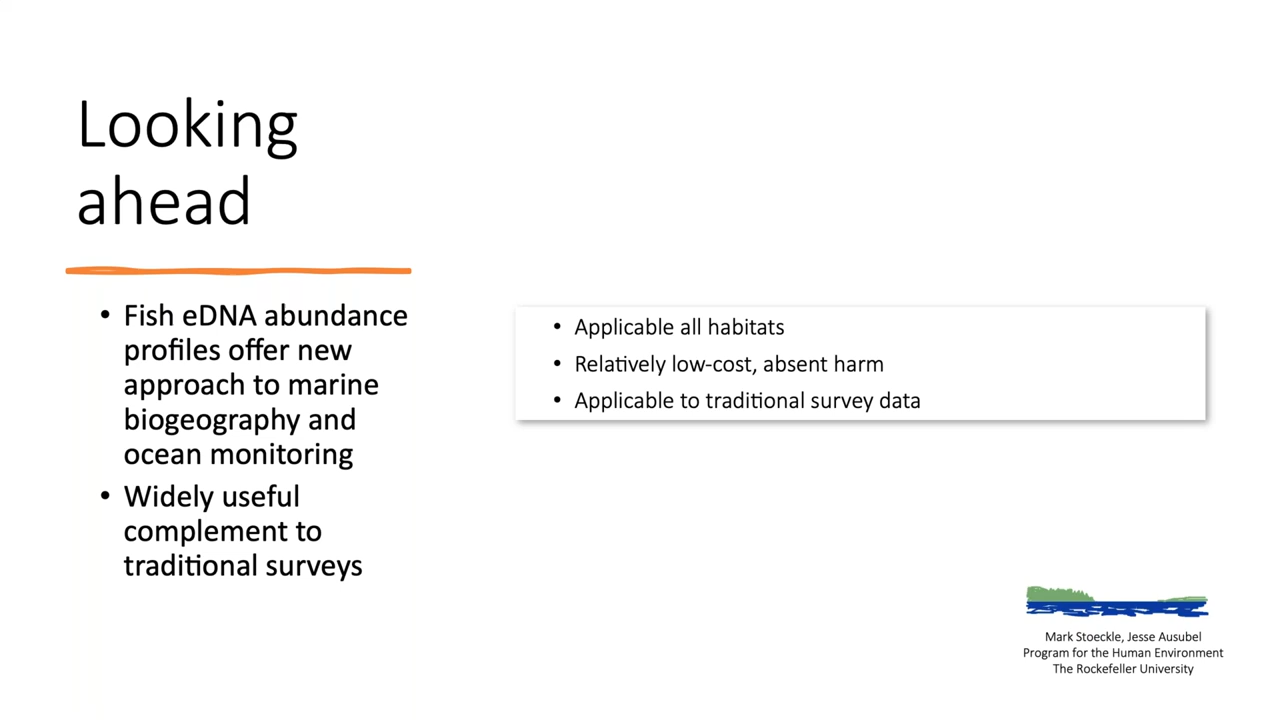 Looking
ahead
• Fish eDNA abundance
profiles offer new
approach to marine
biogeography and
ocean monitoring
• Widely useful
complement to
traditional surveys
• Applicable all habitats
• Relatively low-cost, absent harm
• Applicable to traditional survey data
Mark Stoeckle, Jesse Ausubel
Program for the Human Environment
The Rockefeller University